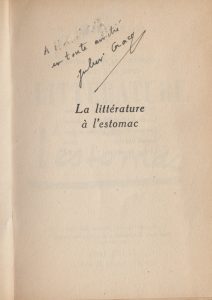 A
en toute amitié
Julien Gracq
La littérature
à l'estomac